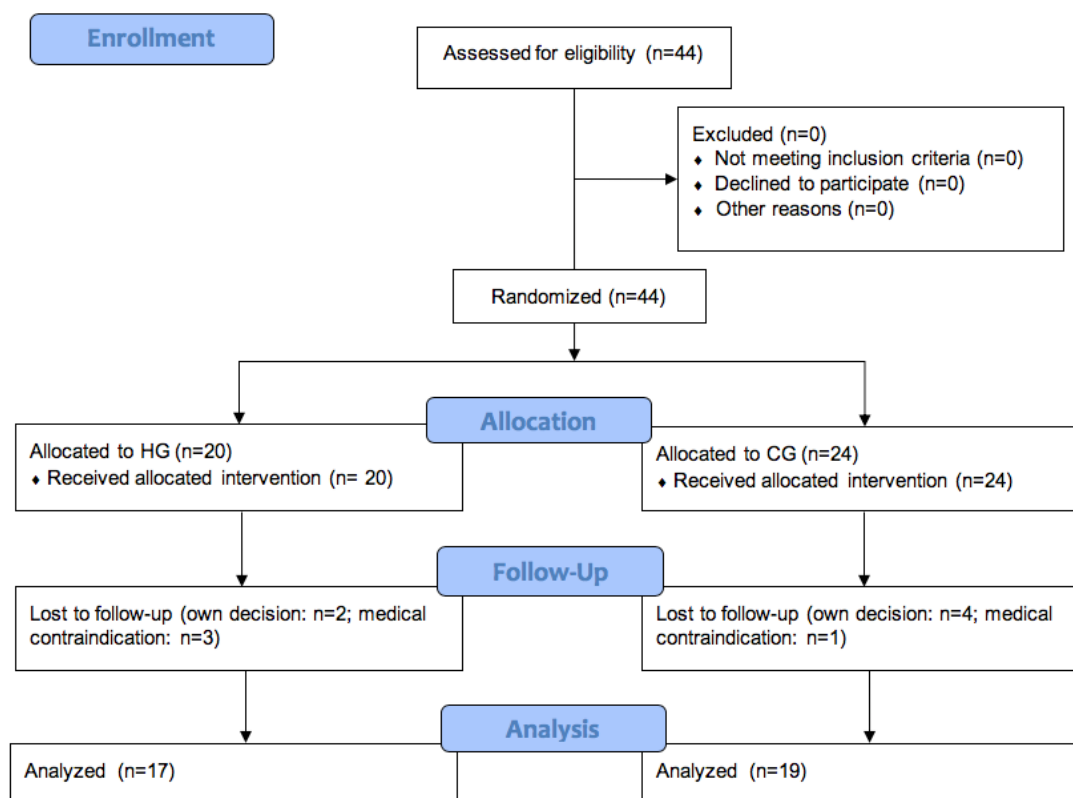 Enrollment
Assessed for eligibility (n=44)
Excluded (n=0)
♦ Not meeting inclusion criteria (n=0)
♦ Declined to participate (n=0)
♦ Other reasons (n=0)
Randomized (n=44)
Allocation
Allocated to HG (n=20)
♦ Received allocated intervention (n= 20)
Allocated to CG (n=24)
♦ Received allocated intervention (n=24)
Follow-Up
Lost to follow-up (own decision: n=2; medical
contraindication: n=3)
Lost to follow-up (own decision: n=4; medical
contraindication: n=1)
Analysis
Analyzed (n=17)
Analyzed (n=19)